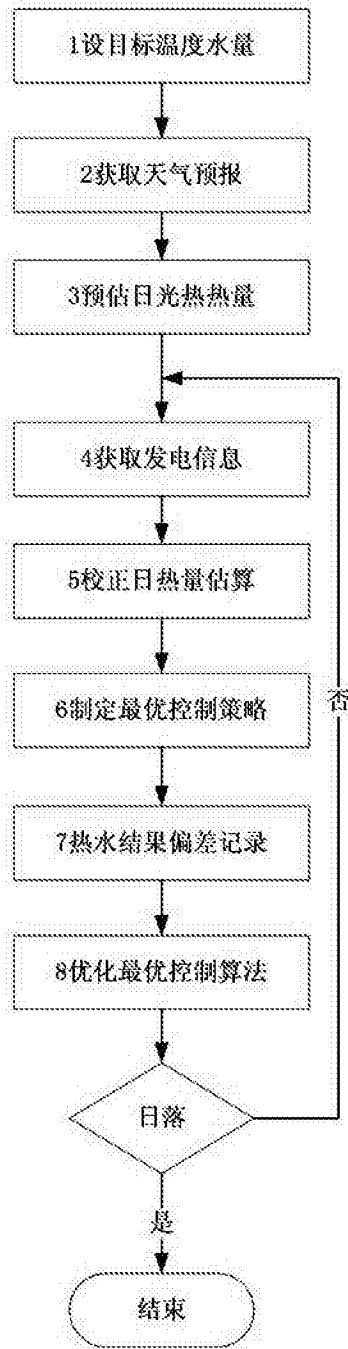 1设目标温度水量
2获取天气预报
3预估日光热热量
4获取发电信息
5校正日热量估算
6制定最优控制策略
否
7热水结果偏差记录
8优化最优控制算法
日落
是
结束